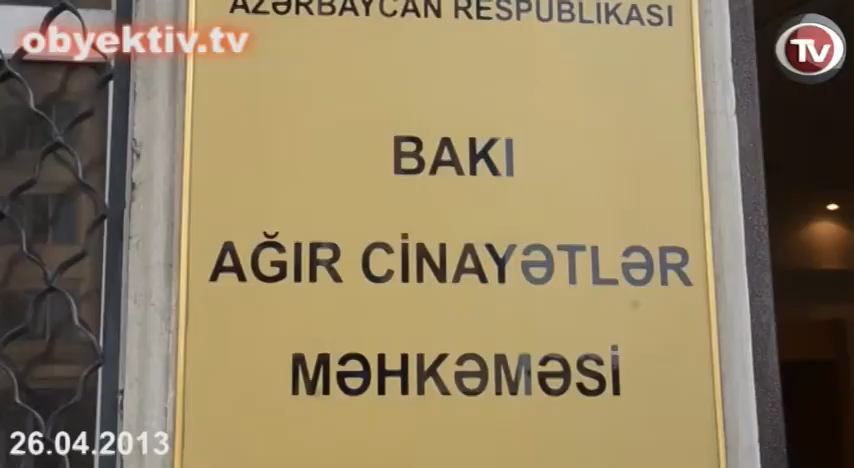 AZƏRBAYCAN RESPUBLİKASI
obyektiv.tv
TV
BAKI
AĞIR CİNAYƏTLƏR
MƏHKƏMƏSİ
26.04.2013